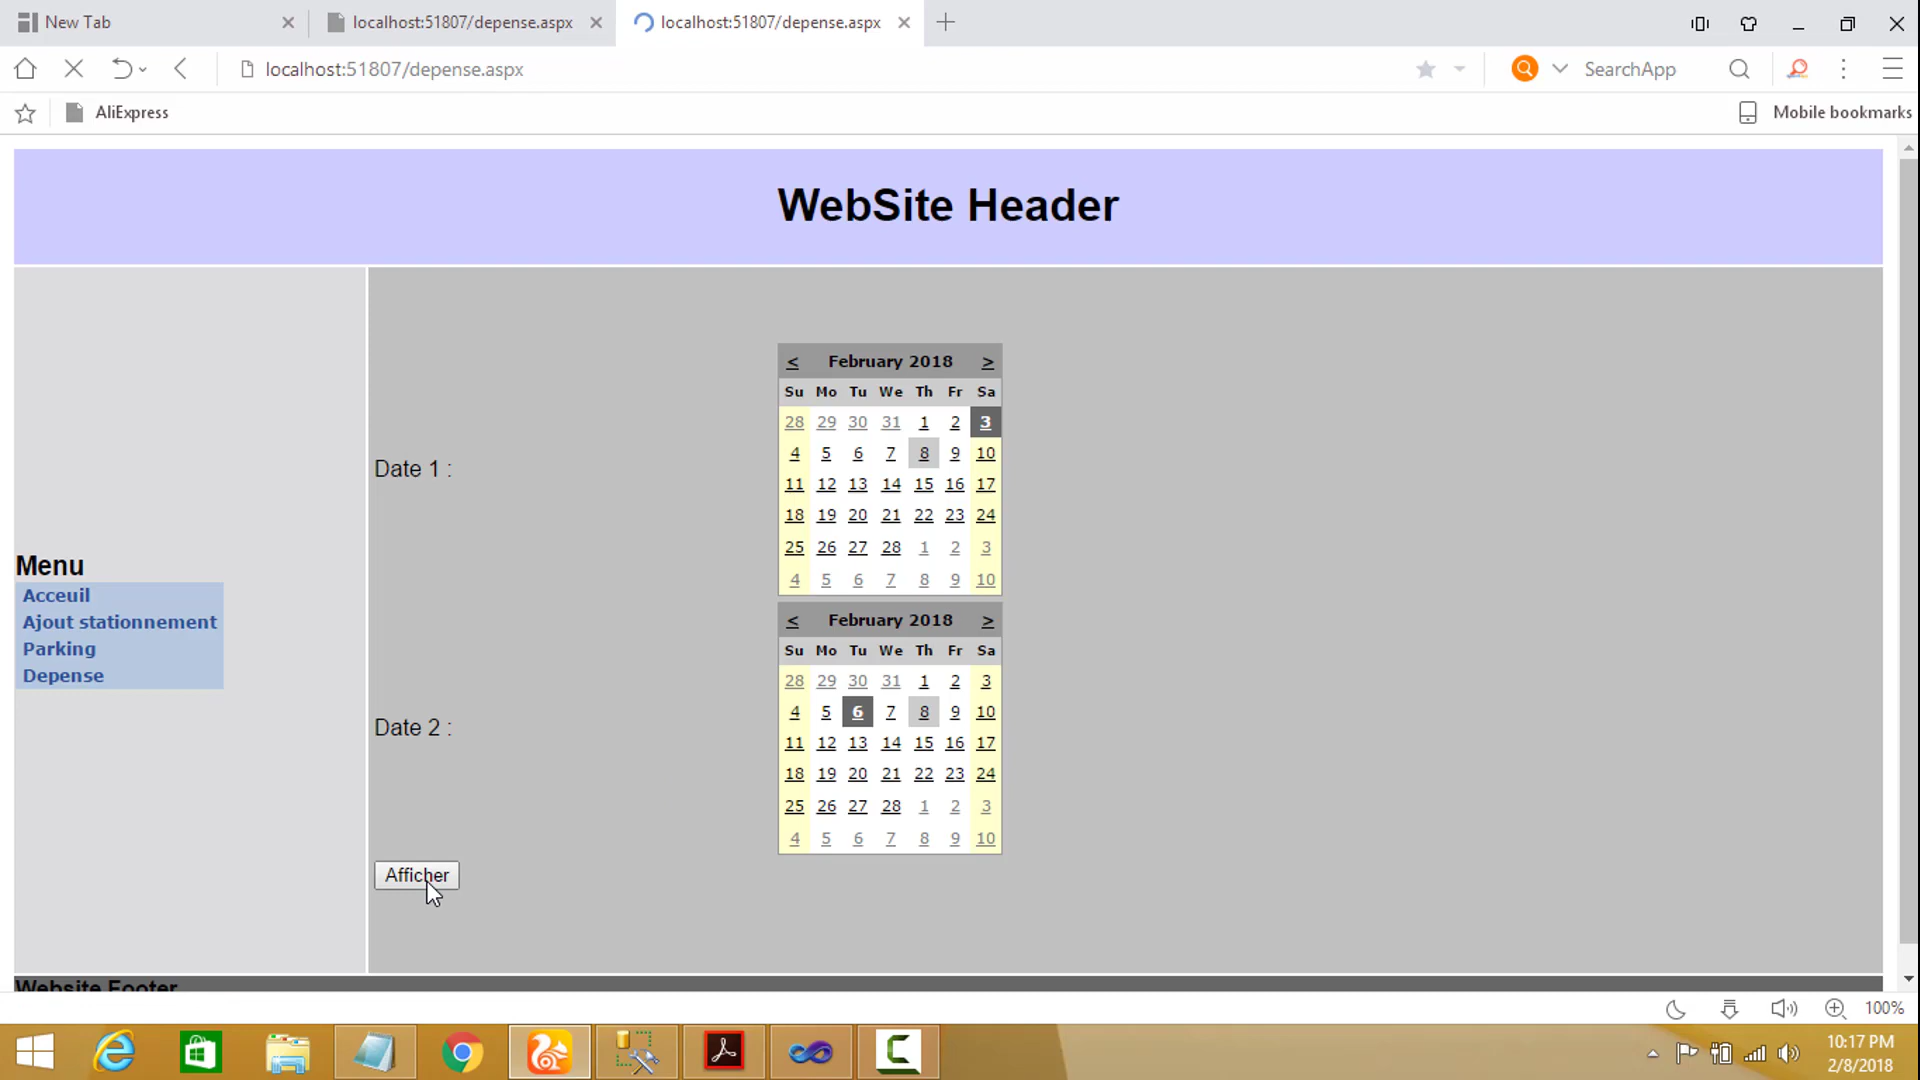 New Tab
localhost:51807/depense.aspx
localhost:51807/depense.aspx
localhost:51807/depense.aspx
SearchApp
AliExpress
Mobile bookmarks
WebSite Header
< February 2018 >
Su Mo Tu We Th Fr Sa
28 29 30 31 1 2 3
4 5 6 7 8 9 10
Date 1 :
11 12 13 14 15 16 17
18 19 20 21 22 23 24
25 26 27 28 1 2 3
4 5 6 7 8 9 10
Menu
Acceuil
Ajout stationnement
Parking
Depense
< February 2018 >
Su Mo Tu We Th Fr Sa
28 29 30 31 1 2 3
4 5 6 7 8 9 10
Date 2 :
11 12 13 14 15 16 17
18 19 20 21 22 23 24
25 26 27 28 1 2 3
4 5 6 7 8 9 10
Afficher
Website Footer
100%
10:17 PM
2/8/2018